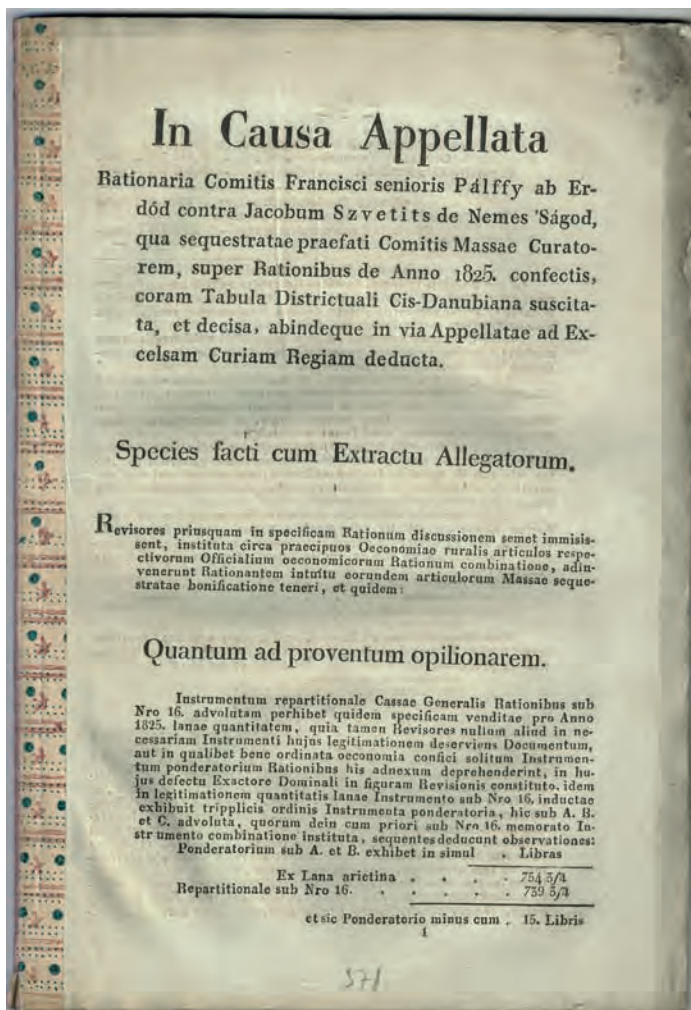 In Causa Appellata
Rationaria Comitis Francisci senioris Pálffy ab Er-
dőd contra Jacobum Szvetits de Nemes 'Ságod,
qua sequestratae praefati Comitis Massae Curato-
rem, super Rationibus de Anno 1825. confectis,
coram Tabula Districtuali Cis-Danubiana suscita-
ta, et decisa, abindeque in via Appellatae ad Ex-
celsam Curiam Regiam deducta.
Species facti cum Extractu Allegatorum.
Revisores priusquam in specificam Rationum discussionem semet immisis-
sent, instituta circa praecipuos Oeconomiae ruralis articulos respe-
ctivorum Officialium oeconomicorum Rationum combinatione, adin-
venerunt Rationantem intuitu eorundem articulorum Massae seque-
stratae bonificatione teneri, et quidem:
Quantum ad proventum opilionarem.
Instrumentum repartitionale Cassae Generalis Rationibus sub
Nro 16. advolutam perhibet quidem specificam venditae pro Anno
1825. lanae quantitatem, quia tamen Revisores nullum aliud in ne-
cessariam Instrumenti hujus legitimationem deserviens Documentum,
aut in qualibet bene ordinata oeconomia confici solitum Instrumen-
tum ponderatorium Rationibus his adnexum deprehenderint, in hu-
jus defectu Exactore Dominali in figuram Revisionis constituto, idem
in legitimationem quantitatis lanae Instrumento sub Nro 16. inductae
exhibuit tripplicis ordinis Instrumenta ponderatoria, hic sub A. B.
et C. advoluta, quorum dein cum priori sub Nro 16. memorato In-
strumento combinatione instituta, sequentes deducunt observationes:
Ponderatorium sub A. et B. exhibet in simul . Libras
Ex Lana arietina . . . . 754 3/4
Repartitionale sub Nro 16. . . . . . 739 3/4
et sic Ponderatorio minus cum . 15. Libris
1
571